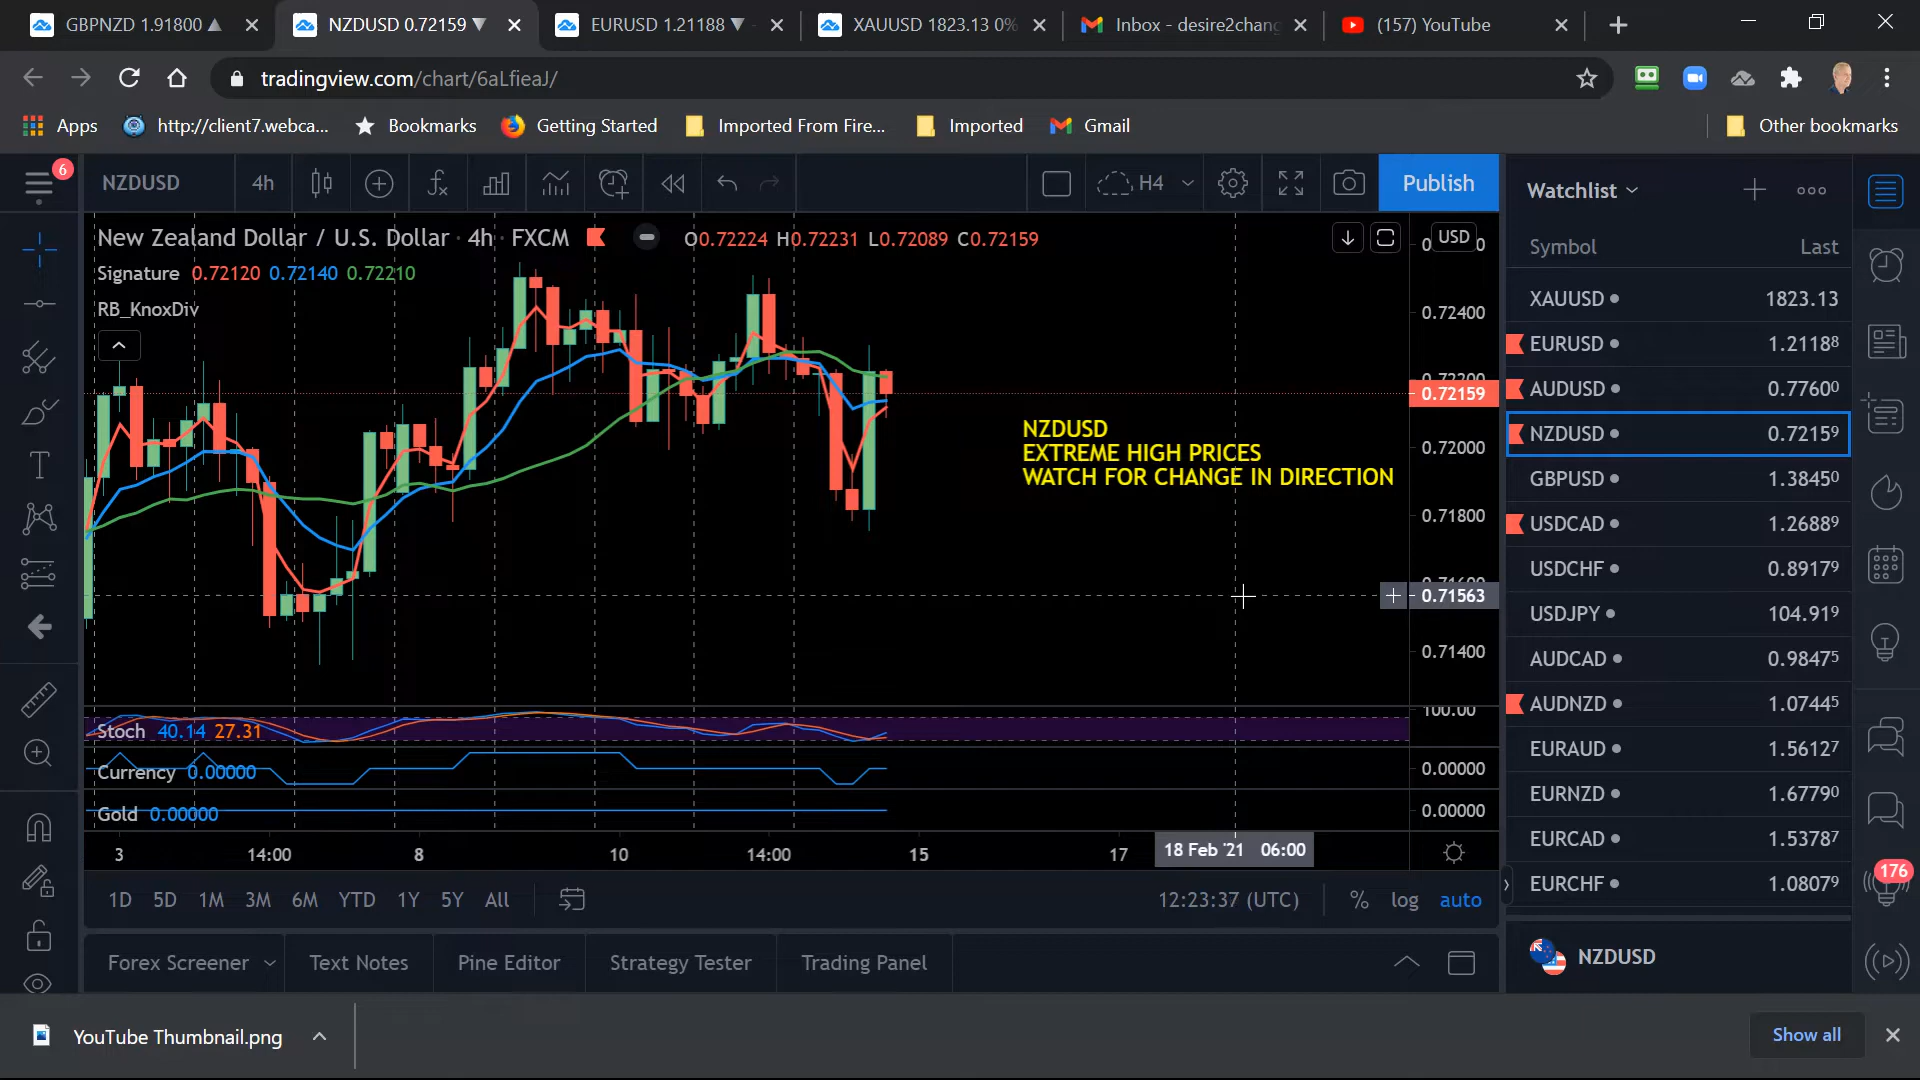 GBPNZD 1.91800 ▲
NZDUSD 0.72159 ▼
EURUSD 1.21188 ▼
XAUUSD 1823.13 0%
Inbox - desire2chang
(157) YouTube
tradingview.com/chart/6aLfieaJ/
Apps
http://client7.webca...
Bookmarks
Getting Started
Imported From Fire...
Imported
Gmail
Other bookmarks
6
NZDUSD
4h
H4
Publish
New Zealand Dollar / U.S. Dollar · 4h · FXCM
O0.72224 H0.72231 L0.72089 C0.72159
Signature 0.72120 0.72140 0.72210
RB_KnoxDiv
USD
0.72400
0.72200
0.72159
0.72000
0.71800
0.71600
0.71563
0.71400
NZDUSD
EXTREME HIGH PRICES
WATCH FOR CHANGE IN DIRECTION
100.00
Stoch 40.14 27.31
Currency 0.00000
0.00000
Gold 0.00000
0.00000
3
14:00
8
10
14:00
15
17
18 Feb '21 06:00
1D
5D
1M
3M
6M
YTD
1Y
5Y
All
12:23:37 (UTC)
%
log
auto
Forex Screener
Text Notes
Pine Editor
Strategy Tester
Trading Panel
Watchlist
Symbol
Last
XAUUSD 1823.13
EURUSD 1.21188
AUDUSD 0.77600
NZDUSD 0.72159
GBPUSD 1.38450
USDCAD 1.26889
USDCHF 0.89179
USDJPY 104.919
AUDCAD 0.98475
AUDNZD 1.07445
EURAUD 1.56127
EURNZD 1.67790
EURCAD 1.53787
EURCHF 1.08079
176
NZDUSD
YouTube Thumbnail.png
Show all